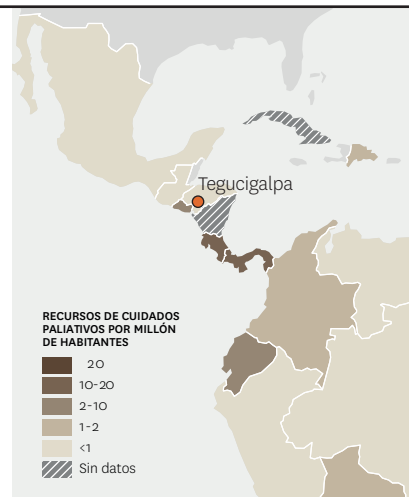 Tegucigalpa
RECURSOS DE CUIDADOS
PALIATIVOS POR MILLÓN
DE HABITANTES
20
10-20
2-10
1-2
<1
Sin datos